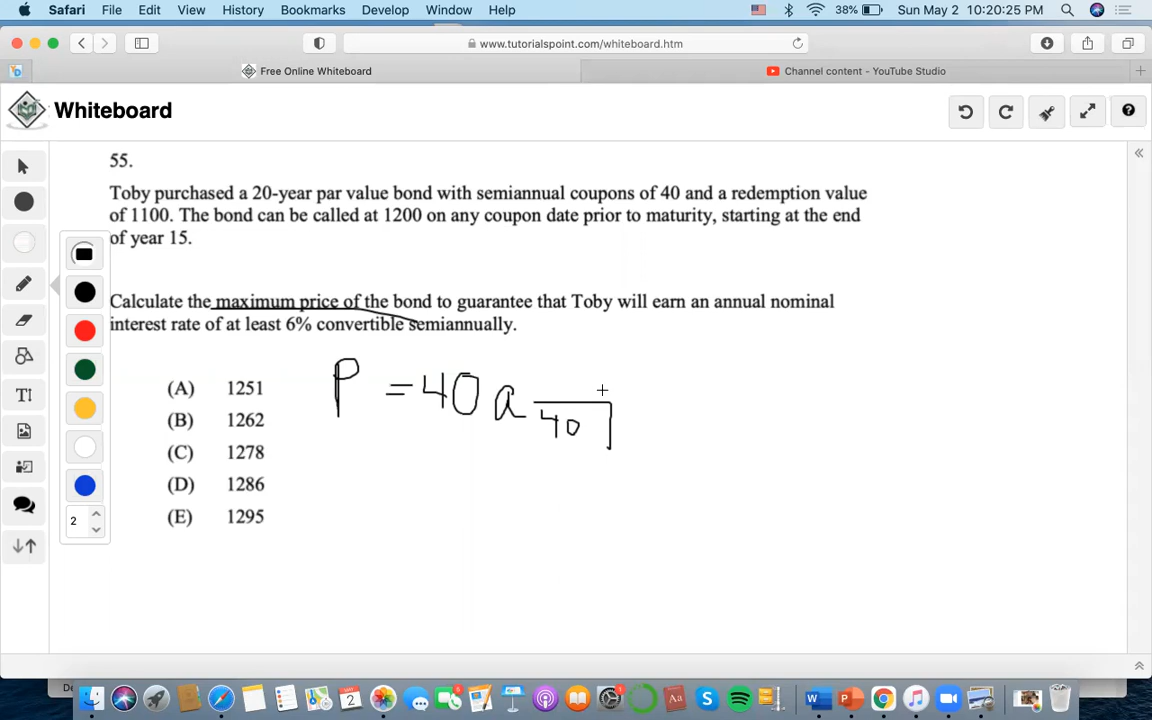 Safari File Edit View History Bookmarks Develop Window Help 38% Sun May 2 10:20:25 PM
www.tutorialspoint.com/whiteboard.htm
Free Online Whiteboard Channel content - YouTube Studio
Whiteboard
55.
Toby purchased a 20-year par value bond with semiannual coupons of 40 and a redemption value
of 1100. The bond can be called at 1200 on any coupon date prior to maturity, starting at the end
of year 15.
Calculate the maximum price of the bond to guarantee that Toby will earn an annual nominal
interest rate of at least 6% convertible semiannually.
P = 40 a 40
(A) 1251
(B) 1262
(C) 1278
(D) 1286
(E) 1295
TI
2